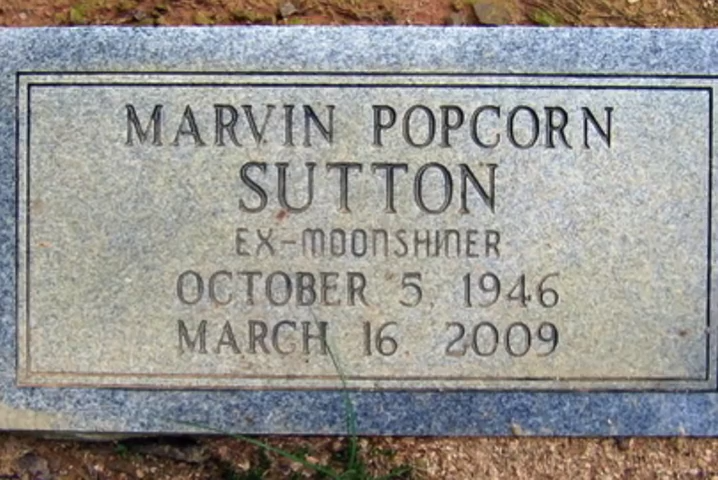 MARVIN POPCORN
SUTTON
EX-MOONSHINER
OCTOBER 5, 1946
MARCH 16, 2009